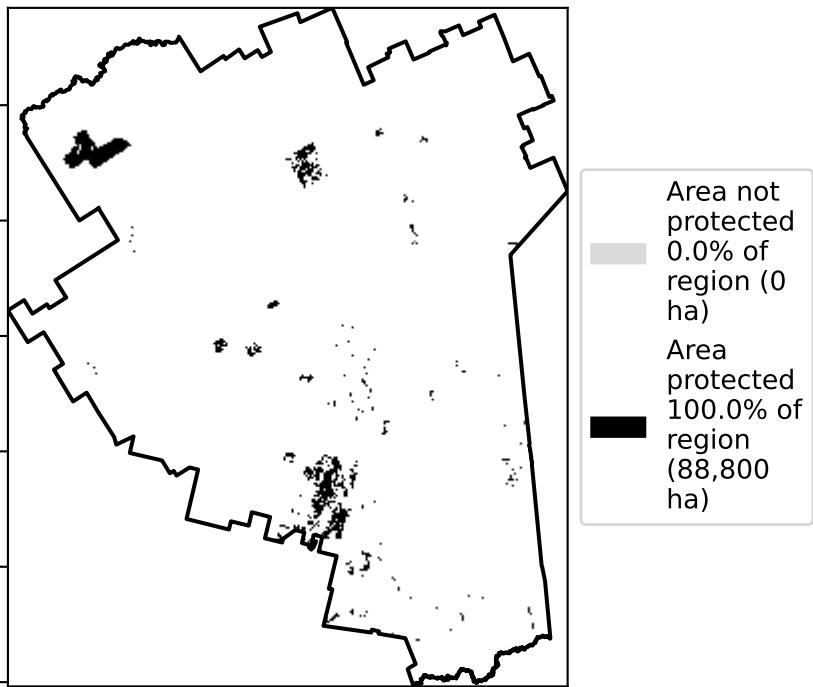 Area not
protected
0.0% of
region (0
ha)
Area
protected
100.0% of
region
(88,800
ha)